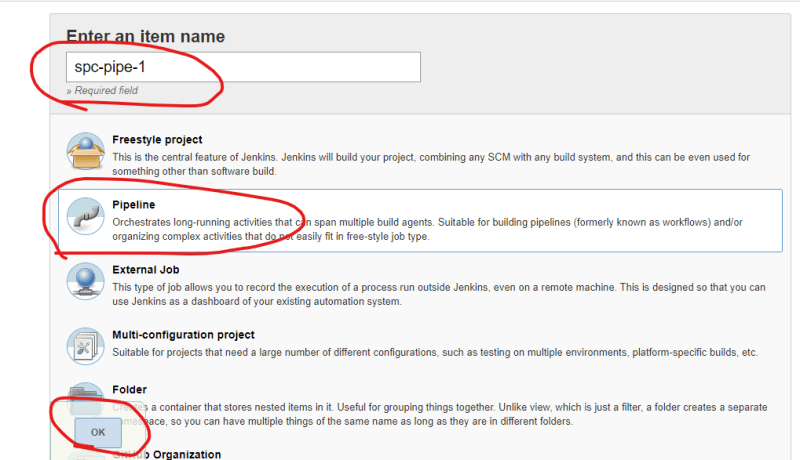 Enter an item name
spc-pipe-1
» Required field
Freestyle project
This is the central feature of Jenkins. Jenkins will build your project, combining any SCM with any build system, and this can be even used for
something other than software build.
Pipeline
Orchestrates long-running activities that can span multiple build agents. Suitable for building pipelines (formerly known as workflows) and/or
organizing complex activities that do not easily fit in free-style job type.
External Job
This type of job allows you to record the execution of a process run outside Jenkins, even on a remote machine. This is designed so that you can
use Jenkins as a dashboard of your existing automation system.
Multi-configuration project
Suitable for projects that need a large number of different configurations, such as testing on multiple environments, platform-specific builds, etc.
Folder
Creates a container that stores nested items in it. Useful for grouping things together. Unlike view, which is just a filter, a folder creates a separate
namespace, so you can have multiple things of the same name as long as they are in different folders.
OK
GitHub Organization